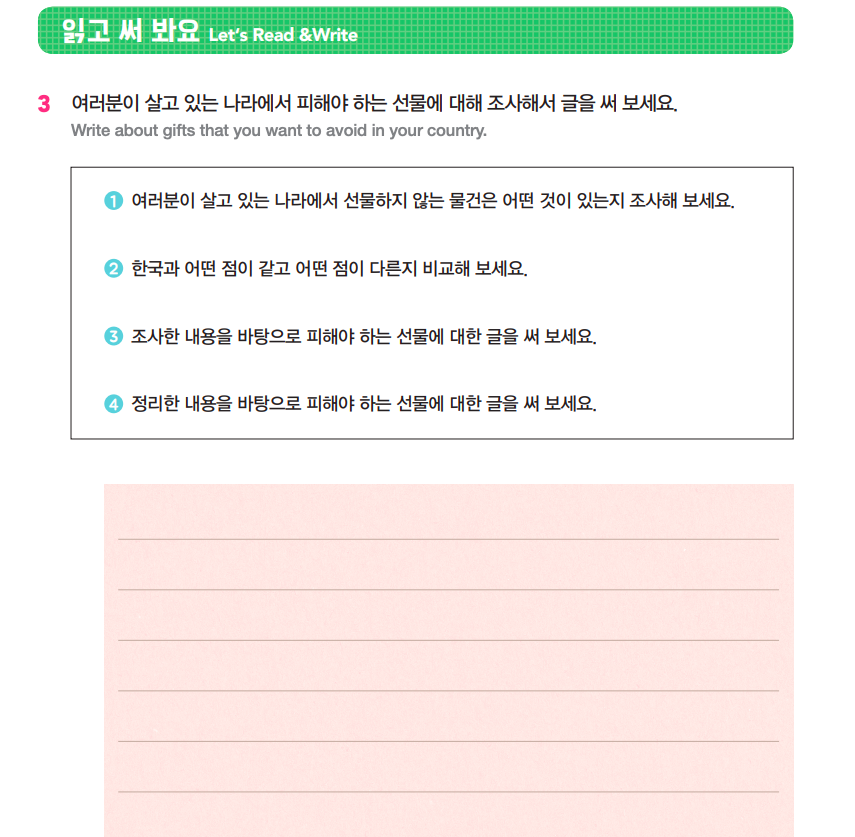 읽고 써 봐요 Let's Read &Write
3 여러분이 살고 있는 나라에서 피해야 하는 선물에 대해 조사해서 글을 써 보세요.
Write about gifts that you want to avoid in your country.
1 여러분이 살고 있는 나라에서 선물하지 않는 물건은 어떤 것이 있는지 조사해 보세요.
2 한국과 어떤 점이 같고 어떤 점이 다른지 비교해 보세요.
3 조사한 내용을 바탕으로 피해야 하는 선물에 대한 글을 써 보세요.
4 정리한 내용을 바탕으로 피해야 하는 선물에 대한 글을 써 보세요.